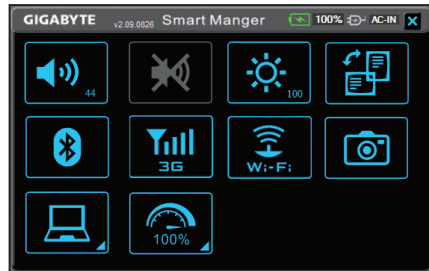 GIGABYTE v2.09.0826 Smart Manger 100% AC-IN
44
100
3G
Wi-Fi
100%